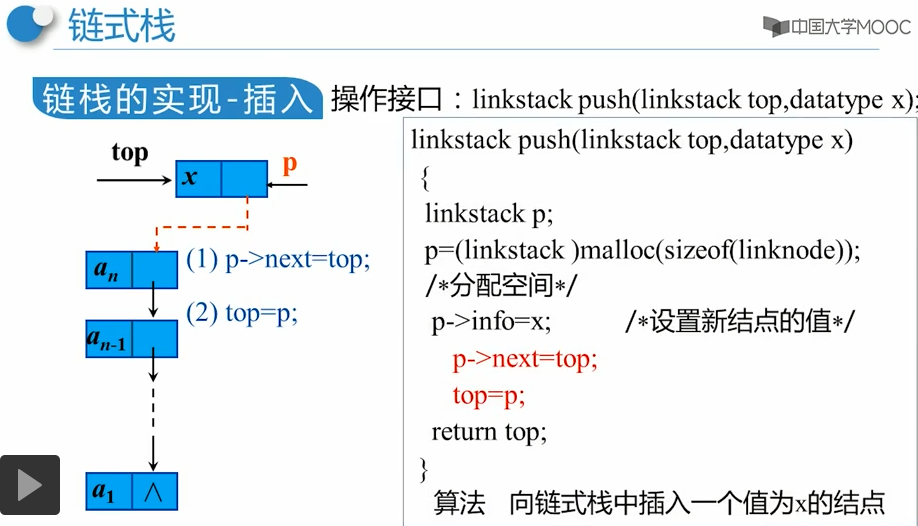 链式栈
中国大学MOOC
链栈的实现-插入
操作接口：linkstack push(linkstack top,datatype x);
top
x
p
an
(1) p->next=top;
(2) top=p;
an-1
a1 ∧
linkstack push(linkstack top,datatype x)
{
linkstack p;
p=(linkstack )malloc(sizeof(linknode));
/*分配空间*/
p->info=x; /*设置新结点的值*/
p->next=top;
top=p;
return top;
}
算法 向链式栈中插入一个值为x的结点